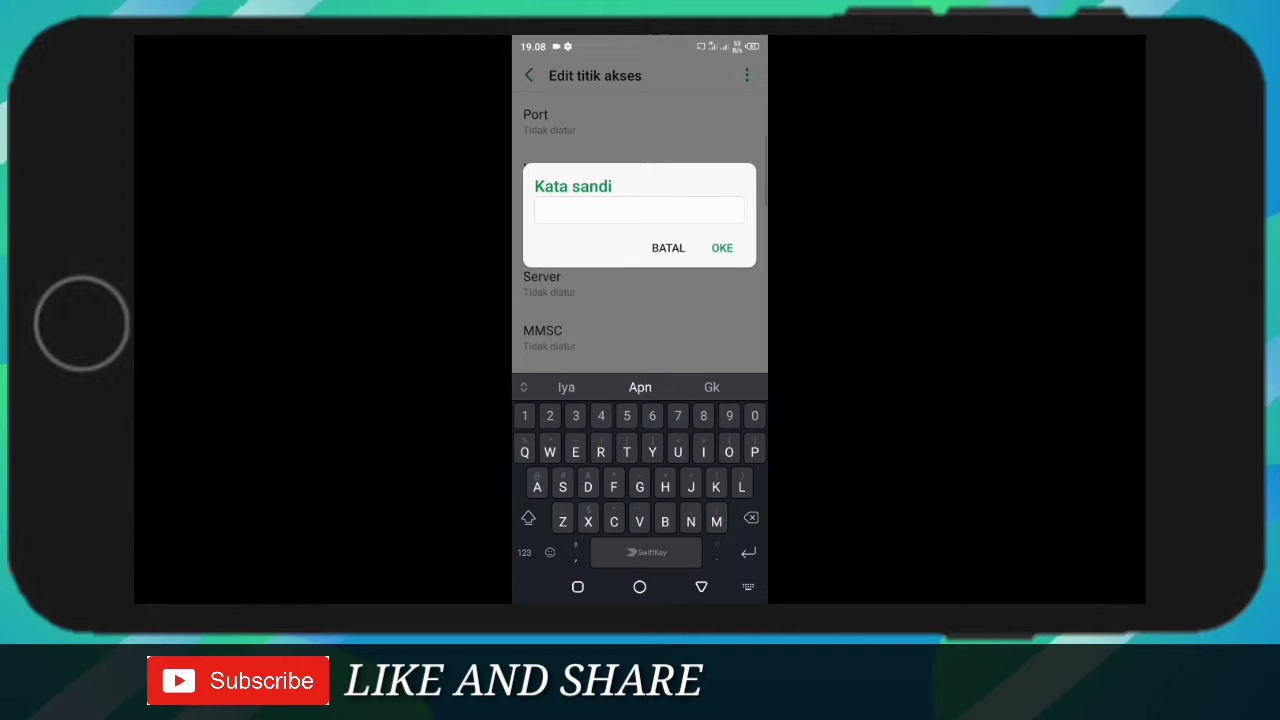 19.08
Edit titik akses
Port
Tidak diatur
Kata sandi
BATAL OKE
Server
Tidak diatur
MMSC
Tidak diatur
Iya Apn Gk
1 2 3 4 5 6 7 8 9 0
Q W E R T Y U I O P
A S D F G H J K L
Z X C V B N M
123 , SwiftKey .
Subscribe LIKE AND SHARE